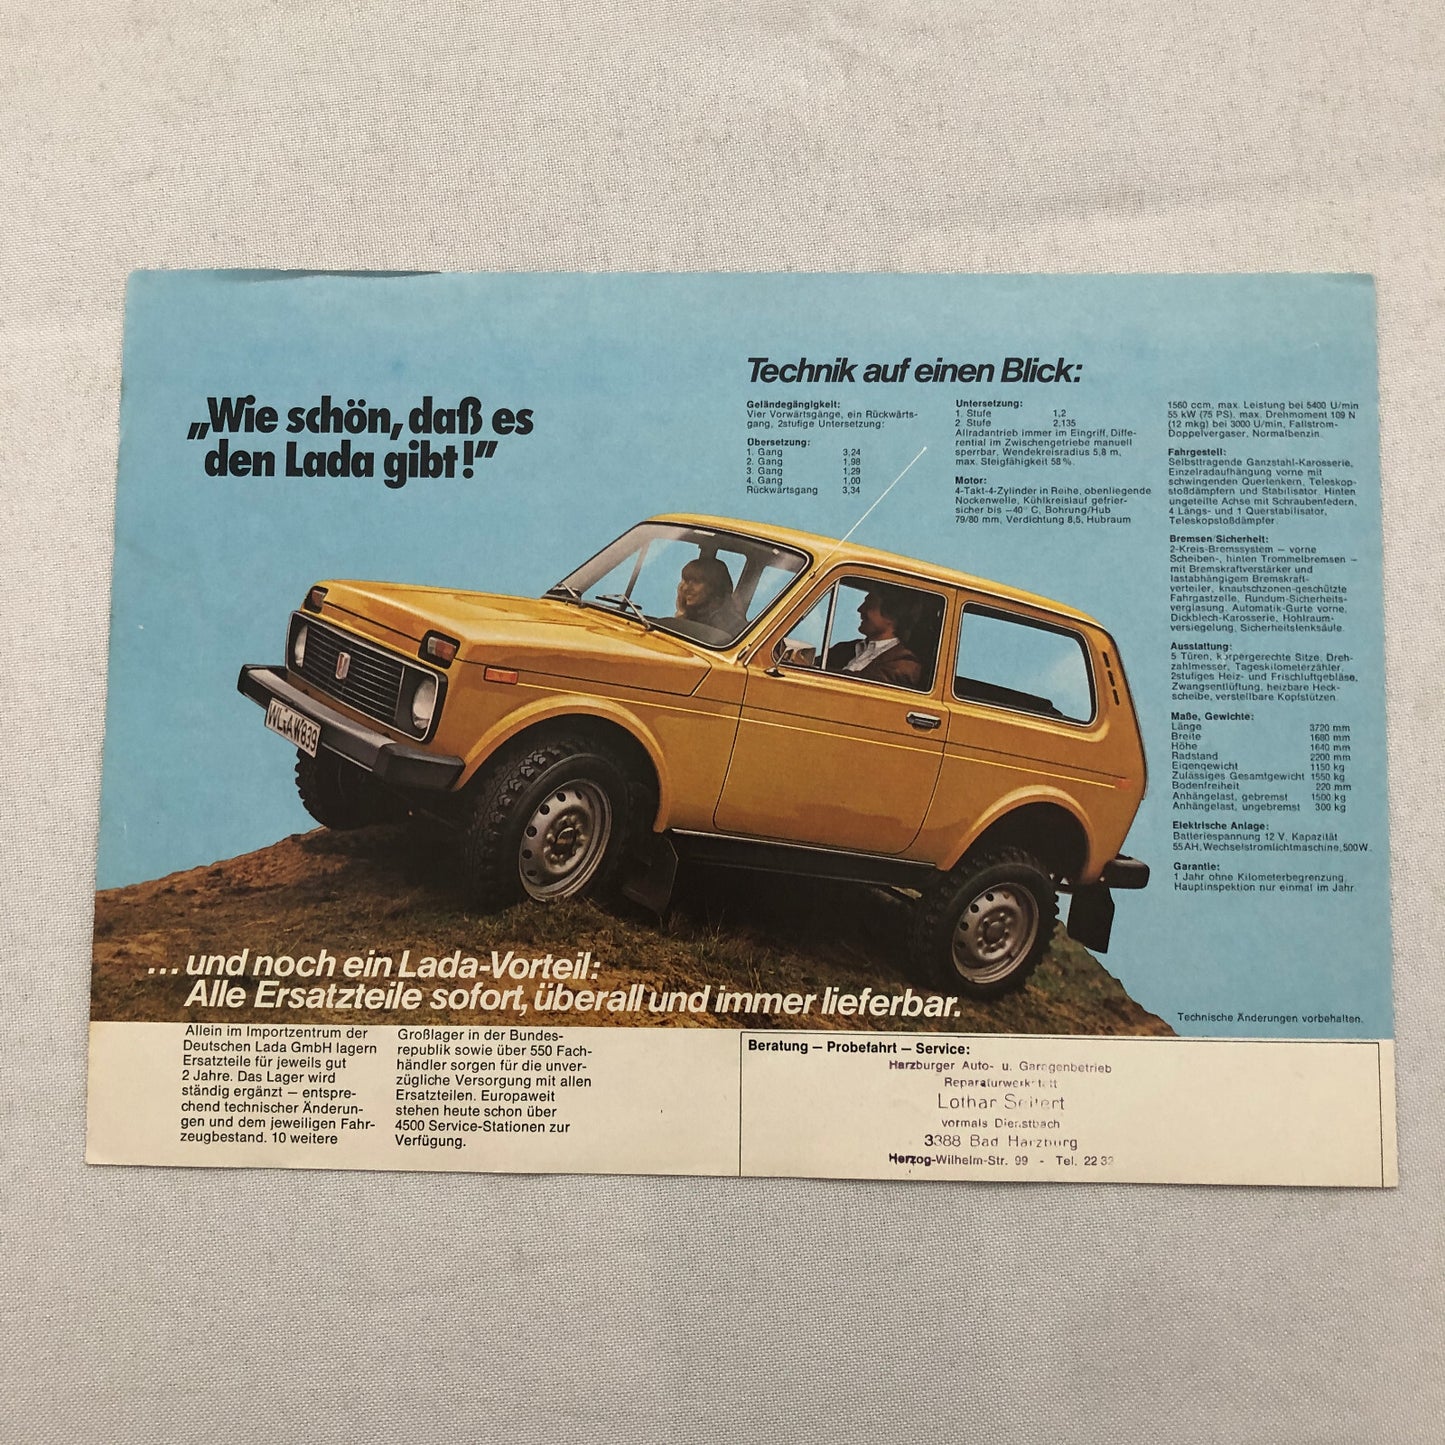 „Wie schön, daß es
den Lada gibt!”
Technik auf einen Blick:
Geländegängigkeit:
Vier Vorwärtsgänge, ein Rückwärts-
gang, 2stufige Untersetzung:
Übersetzung:
1. Gang 3,24
2. Gang 1,98
3. Gang 1,29
4. Gang 1,00
Rückwärtsgang 3,34
Untersetzung:
1. Stufe 1,2
2. Stufe 2,135
Allradantrieb immer im Eingriff, Diffe-
rential im Zwischengetriebe manuell
sperrbar, Wendekreisradius 5,8 m,
max. Steigfähigkeit 58%.
Motor:
4-Takt-4-Zylinder in Reihe, obenliegende
Nockenwelle, Kühlkreislauf gefrier-
sicher bis –40° C, Bohrung/Hub
79/80 mm, Verdichtung 8,5, Hubraum
1560 ccm, max. Leistung bei 5400 U/min
55 kW (75 PS), max. Drehmoment 109 N
(12 mkg) bei 3000 U/min, Fallstrom-
Doppelvergaser, Normalbenzin.
Fahrgestell:
Selbsttragende Ganzstahl-Karosserie,
Einzelradaufhängung vorne mit
schwingenden Querlenkern, Teleskop-
stoßdämpfern und Stabilisator. Hinten
ungeteilte Achse mit Schraubenfedern,
4 Längs- und 1 Querstabilisator,
Teleskopstoßdämpfer.
Bremsen/Sicherheit:
2-Kreis-Bremssystem – vorne
Scheiben-, hinten Trommelbremsen –
mit Bremskraftverstärker und
lastabhängigem Bremskraft-
verteiler, knautschzonen-geschützte
Fahrgastzelle, Rundum-Sicherheits-
verglasung, Automatik-Gurte vorne,
Dickblech-Karosserie, Hohlraum-
versiegelung, Sicherheitslenksäule.
Ausstattung:
5 Türen, körpergerechte Sitze, Dreh-
zahlmesser, Tageskilometerzähler,
2stufiges Heiz- und Frischluftgebläse,
Zwangsentlüftung, heizbare Heck-
scheibe, verstellbare Kopfstützen.
Maße, Gewichte:
Länge 3720 mm
Breite 1680 mm
Höhe 1640 mm
Radstand 2200 mm
Eigengewicht 1150 kg
Zulässiges Gesamtgewicht 1550 kg
Bodenfreiheit 220 mm
Anhängelast, gebremst 1500 kg
Anhängelast, ungebremst 300 kg
Elektrische Anlage:
Batteriespannung 12 V, Kapazität
55 AH, Wechselstromlichtmaschine, 500 W.
Garantie:
1 Jahr ohne Kilometerbegrenzung,
Hauptinspektion nur einmal im Jahr.
WL-AW839
... und noch ein Lada-Vorteil:
Alle Ersatzteile sofort, überall und immer lieferbar.
Technische Änderungen vorbehalten.
Allein im Importzentrum der
Deutschen Lada GmbH lagern
Ersatzteile für jeweils gut
2 Jahre. Das Lager wird
ständig ergänzt – entspre-
chend technischer Änderun-
gen und dem jeweiligen Fahr-
zeugbestand. 10 weitere
Großlager in der Bundes-
republik sowie über 550 Fach-
händler sorgen für die unver-
zügliche Versorgung mit allen
Ersatzteilen. Europaweit
stehen heute schon über
4500 Service-Stationen zur
Verfügung.
Beratung – Probefahrt – Service:
Harzburger Auto- u. Garagenbetrieb
Reparaturwerkstatt
Lothar Seifert
vormals Dienstbach
3388 Bad Harzburg
Herzog-Wilhelm-Str. 99 - Tel. 22 32